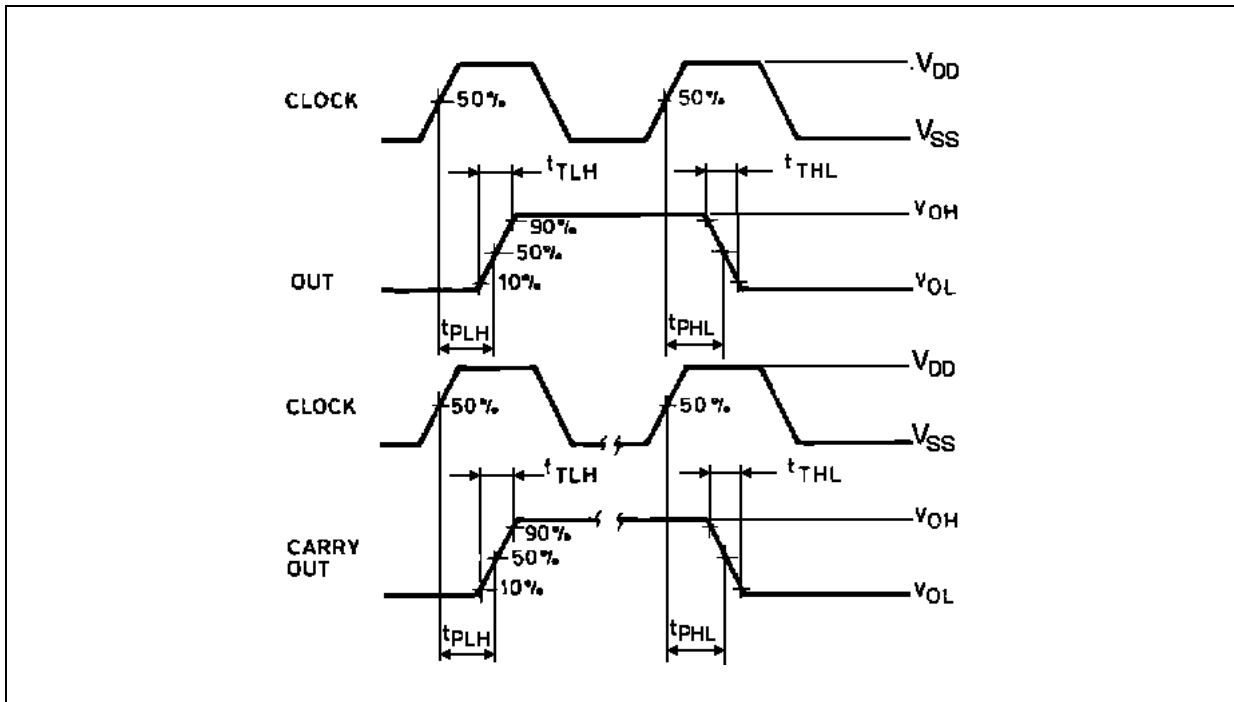 CLOCK 50% 50% VDD
VSS
tTLH tTHL
VOH
90%
50%
OUT 10% VOL
tPLH tPHL
VDD
CLOCK 50% 50%
VSS
tTLH tTHL
VOH
90%
CARRY 50%
OUT 10% VOL
tPLH tPHL